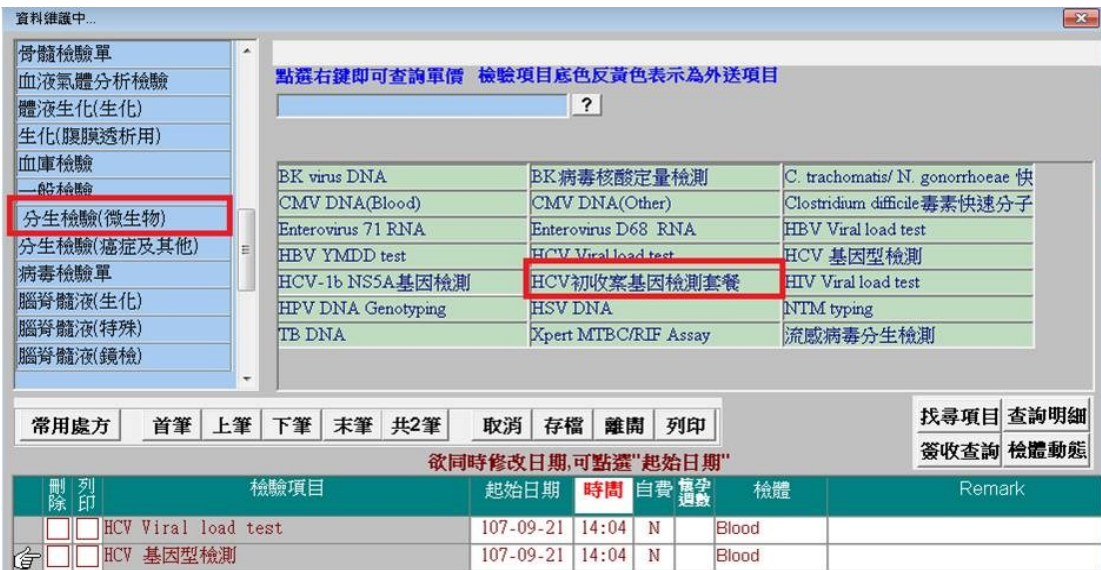 資料維護中...
骨髓檢驗單
血液氣體分析檢驗
體液生化(生化)
生化(腹膜透析用)
血庫檢驗
一般檢驗
分生檢驗(微生物)
分生檢驗(癌症及其他)
病毒檢驗單
腦脊髓液(生化)
腦脊髓液(特殊)
腦脊髓液(鏡檢)
點選右鍵即可查詢單價 檢驗項目底色反黃色表示為外送項目
?
BK virus DNA BK病毒核酸定量檢測 C. trachomatis/ N. gonorrhoeae 快
CMV DNA(Blood) CMV DNA(Other) Clostridium difficile毒素快速分子
Enterovirus 71 RNA Enterovirus D68 RNA HBV Viral load test
HBV YMDD test HCV Viral load test HCV 基因型檢測
HCV-1b NS5A基因檢測 HCV初收案基因檢測套餐 HIV Viral load test
HPV DNA Genotyping HSV DNA NTM typing
TB DNA Xpert MTBC/RIF Assay 流感病毒分生檢測
常用處方 首筆 上筆 下筆 末筆 共2筆 取消 存檔 離開 列印
找尋項目 查詢明細
簽收查詢 檢體動態
欲同時修改日期,可點選"起始日期"
刪除 列印 檢驗項目 起始日期 時間 自費 懷孕週數 檢體 Remark
HCV Viral load test 107-09-21 14:04 N Blood
HCV 基因型檢測 107-09-21 14:04 N Blood